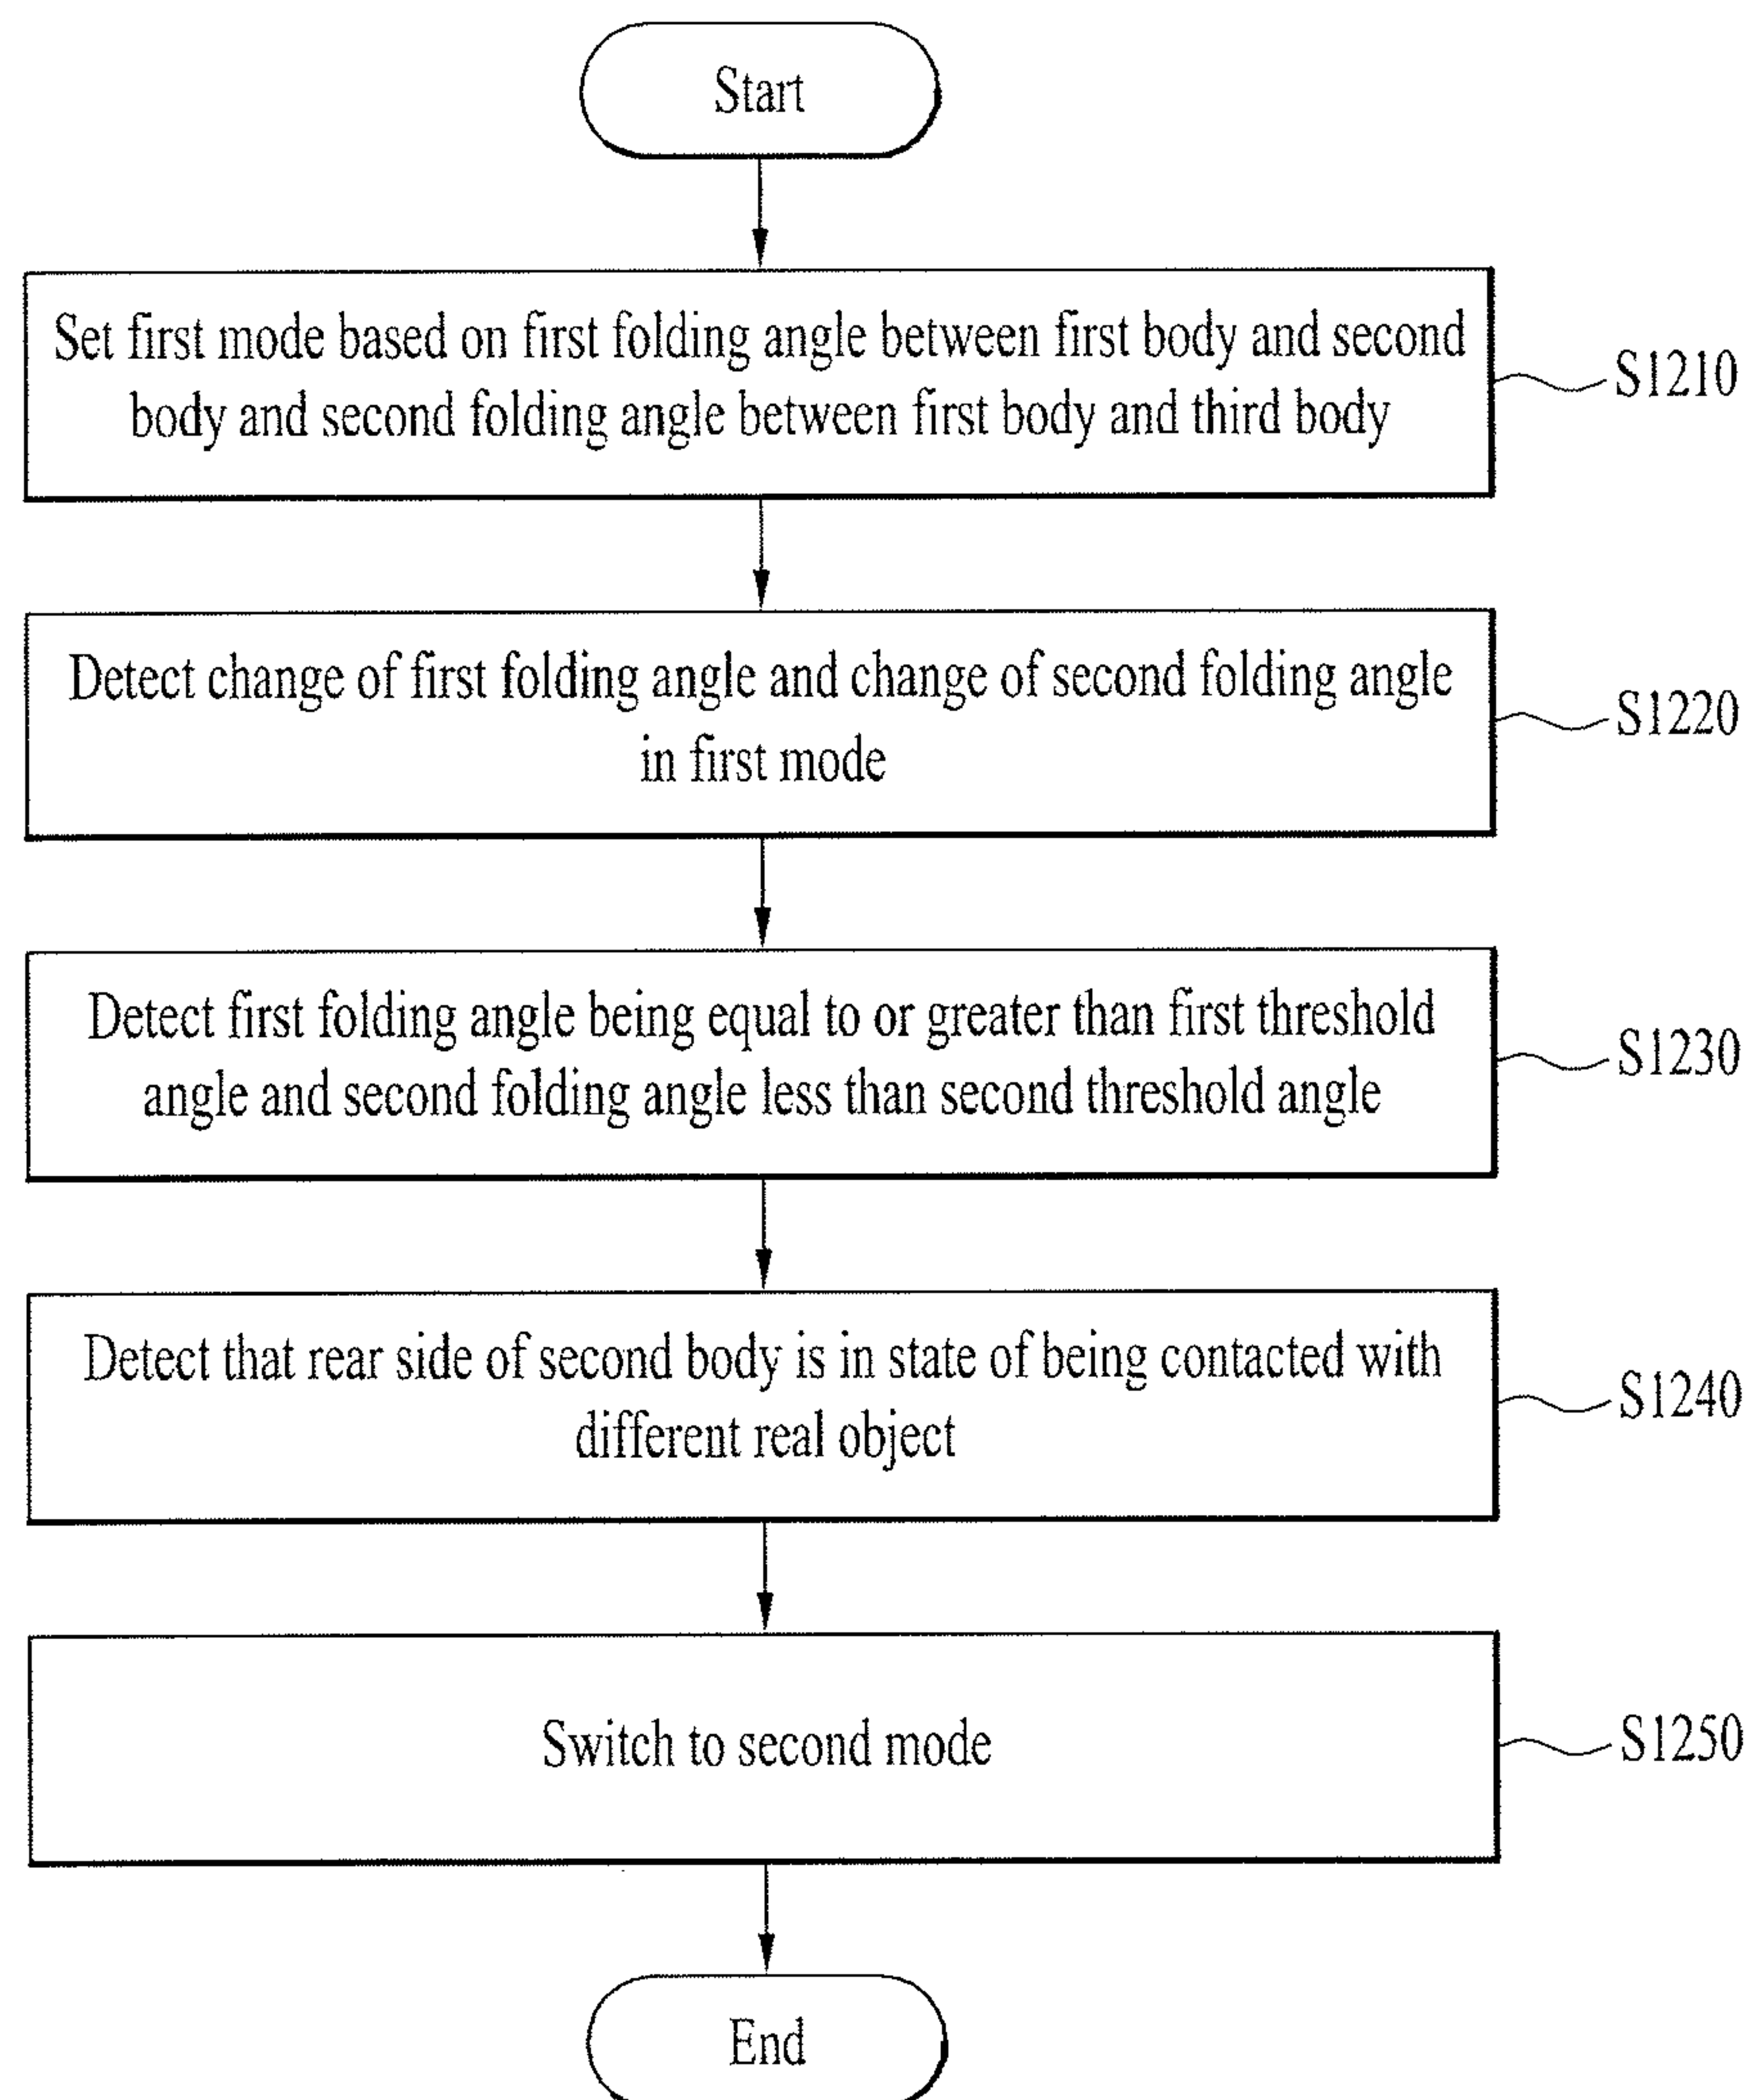 Start
Set first mode based on first folding angle between first body and second
body and second folding angle between first body and third body
S1210
Detect change of first folding angle and change of second folding angle
in first mode
S1220
Detect first folding angle being equal to or greater than first threshold
angle and second folding angle less than second threshold angle
S1230
Detect that rear side of second body is in state of being contacted with
different real object
S1240
Switch to second mode
S1250
End